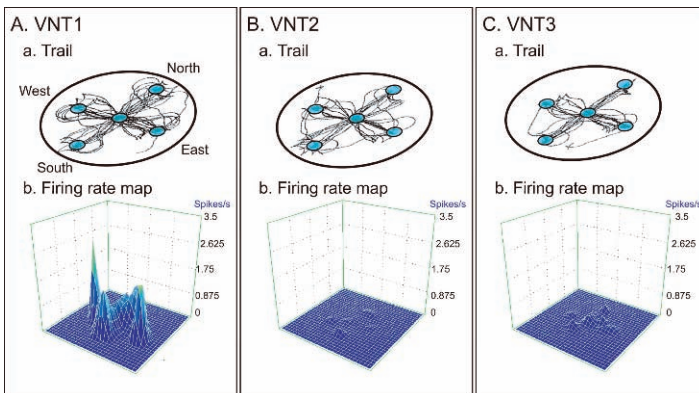 A. VNT1
a. Trail
North
West
South
East
b. Firing rate map
Spikes/s
3.5
2.625
1.75
0.875
0
B. VNT2
a. Trail
b. Firing rate map
Spikes/s
3.5
2.625
1.75
0.875
0
C. VNT3
a. Trail
b. Firing rate map
Spikes/s
3.5
2.625
1.75
0.875
0